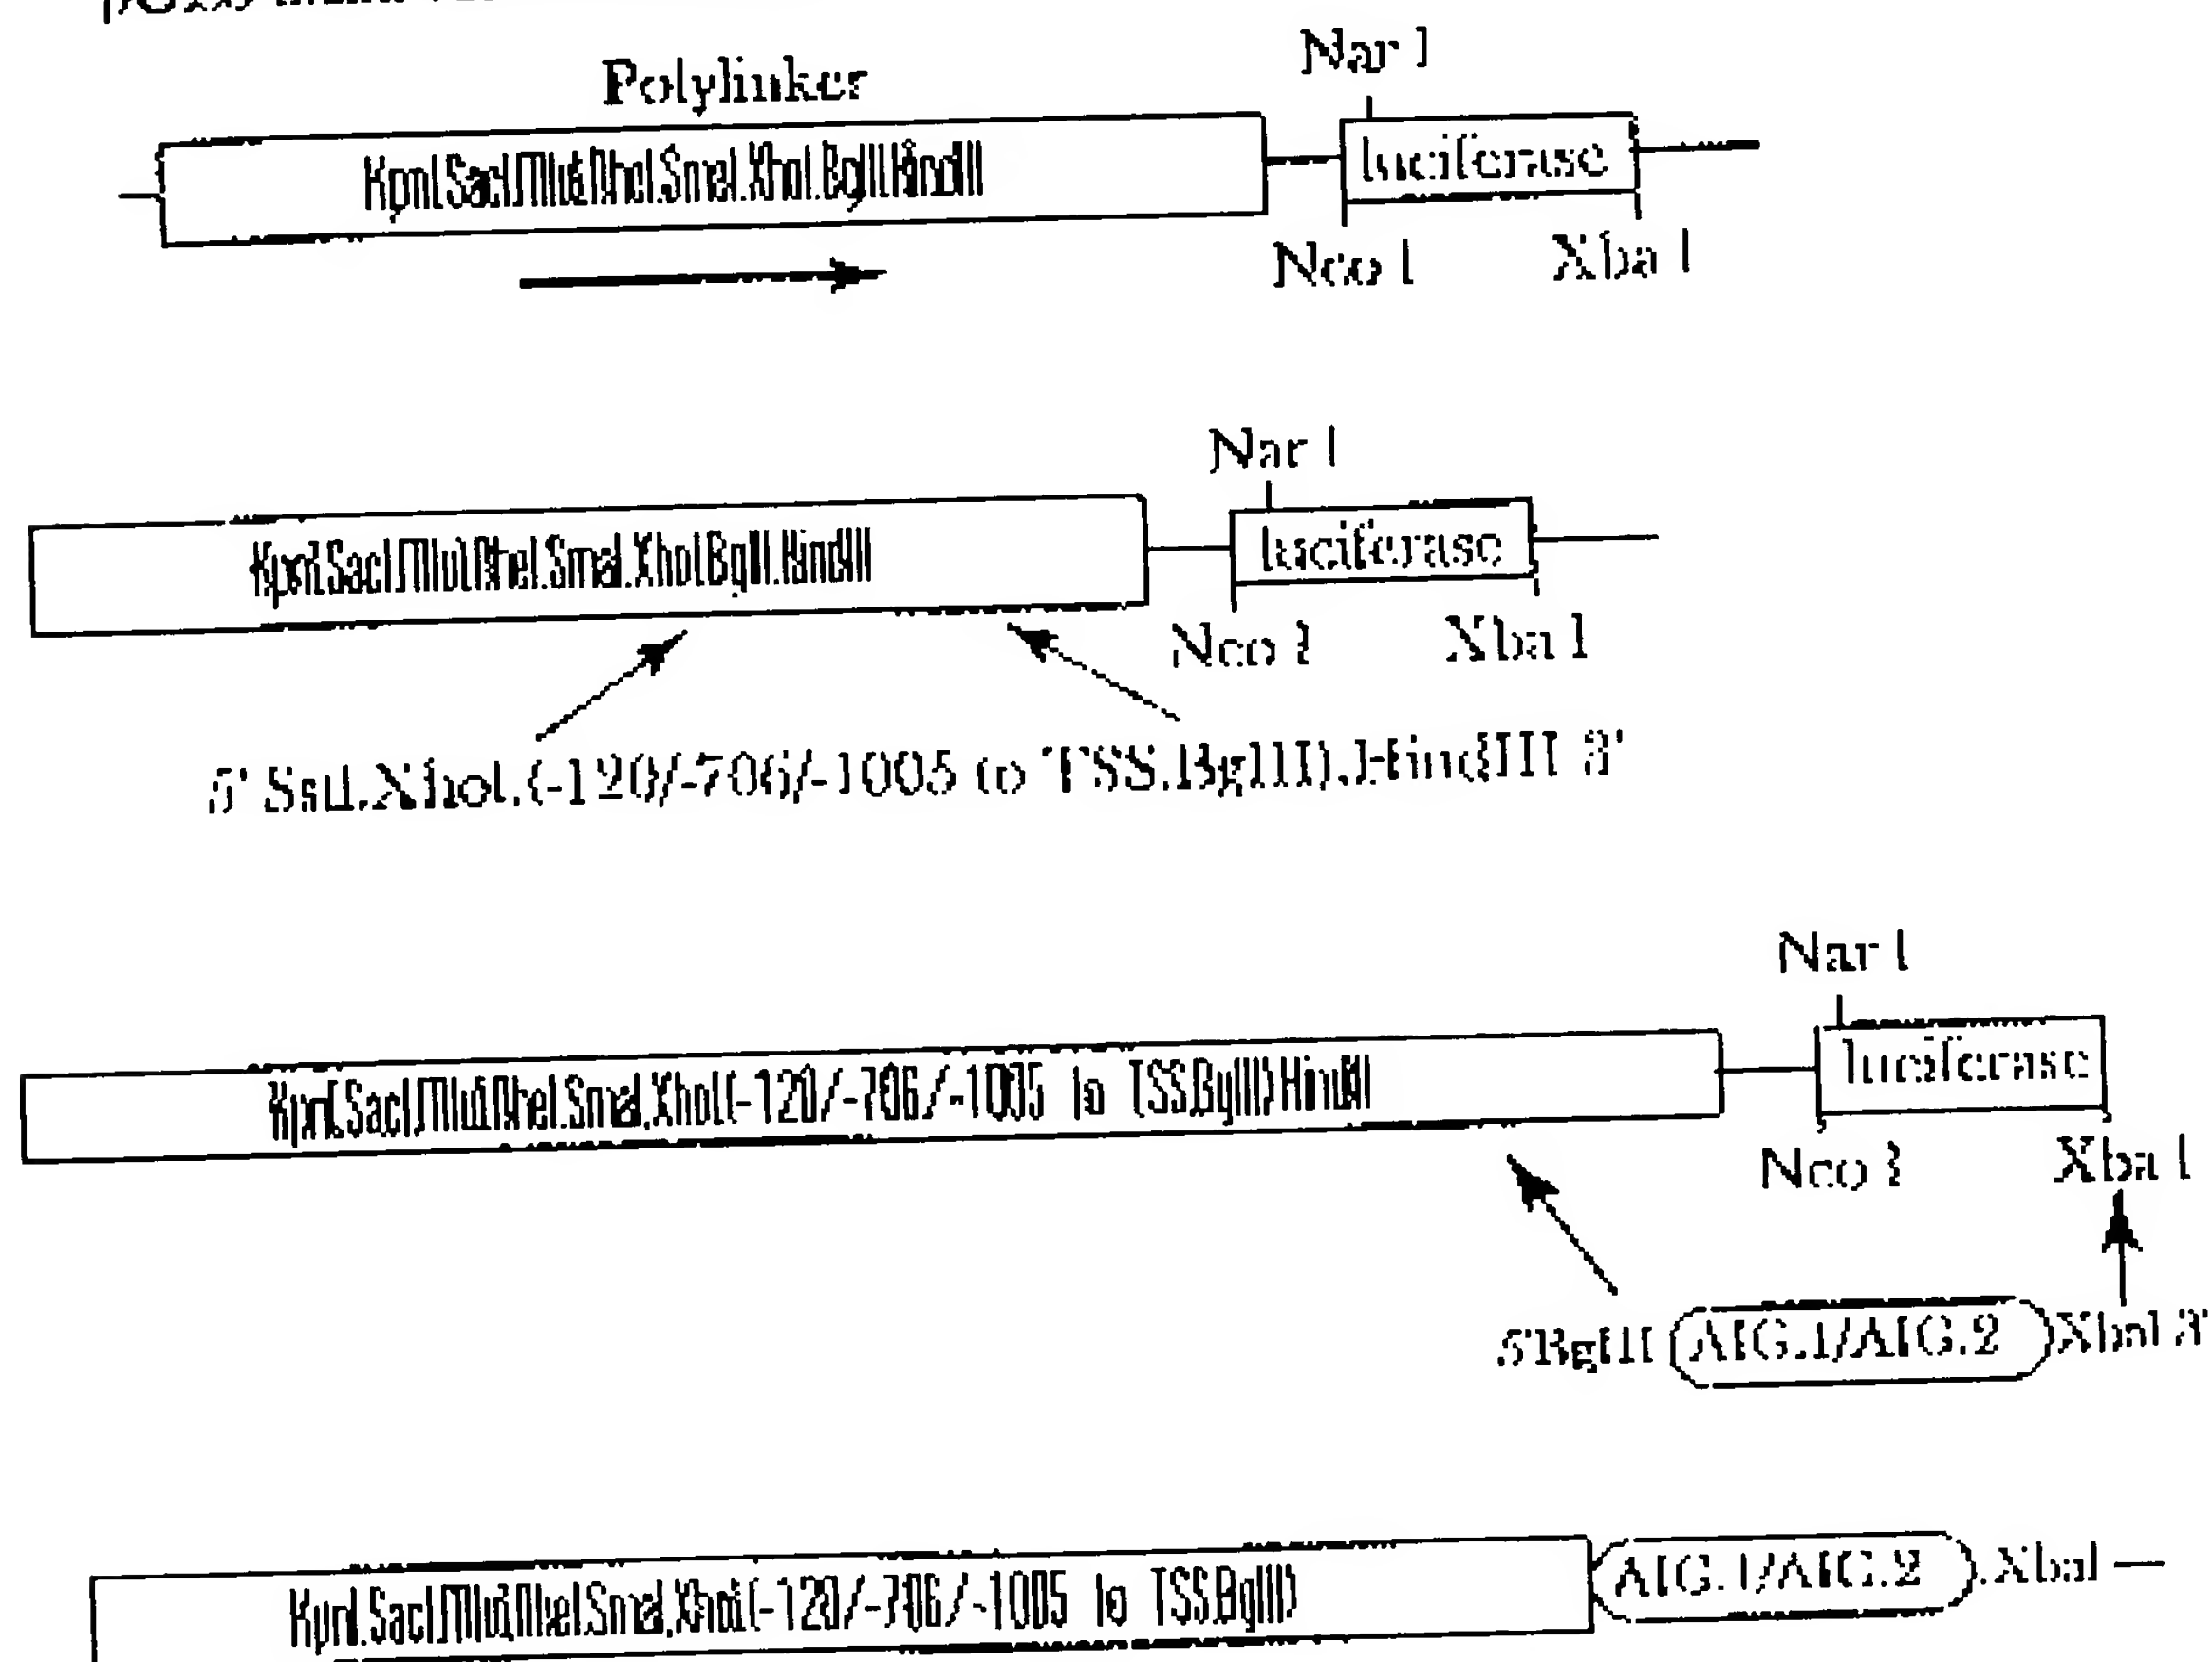 Nar I
Polylinker
KpnI.SacI.MluI.NheI.SmaI.XhoI.BglII.HindIII
luciferase
Nco I
Xba I
Nar I
KpnI.SacI.MluI.NheI.SmaI.XhoI.BglII.HindIII
luciferase
Nco I
Xba I
5' SstI.XhoI.(-120/-706/-1005 to TSS.BglII).HindIII 3'
Nar I
KpnI.SacI.MluI.NheI.SmaI.XhoI(-120/-706/-1005 to TSS.BglII)HindIII
luciferase
Nco I
Xba I
5'BglII AIG.1/AIG.2 XbaI 3'
KpnI.SacI.MluI.NheI.SmaI.XhoI(-120/-706/-1005 to TSS.BglII)
AIG.1/AIG.2 .XbaI